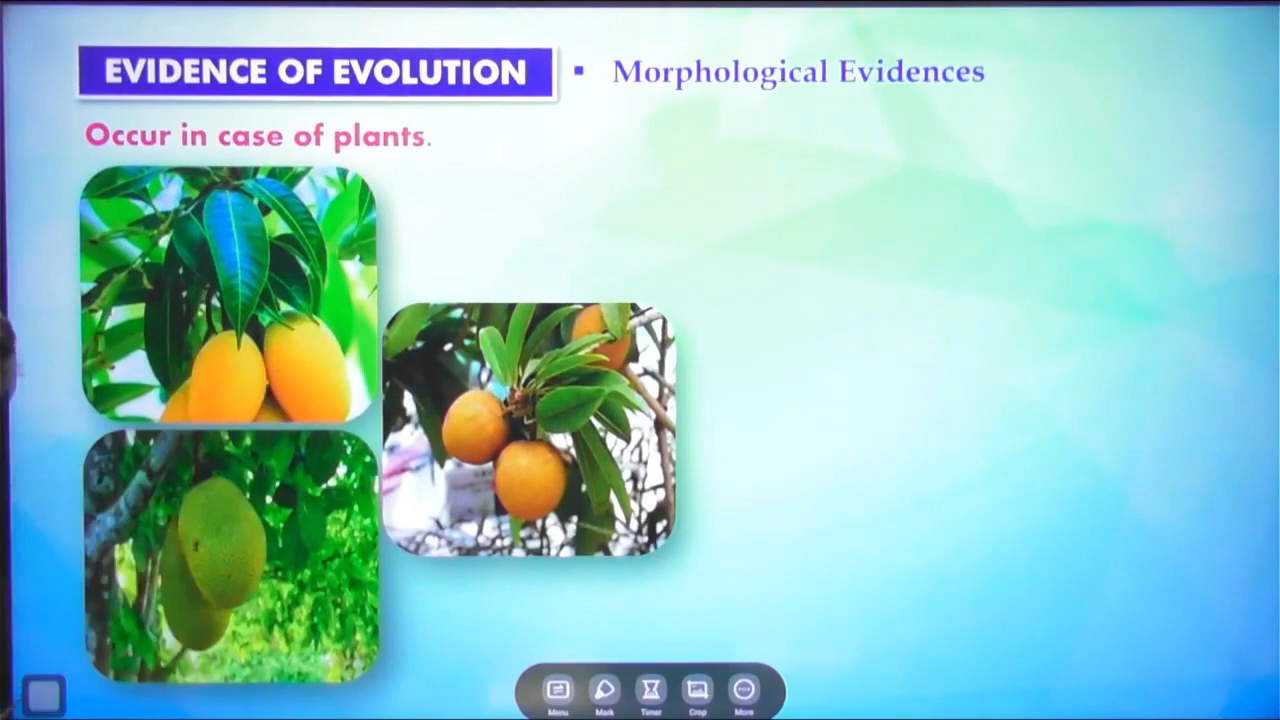 EVIDENCE OF EVOLUTION ▪ Morphological Evidences
Occur in case of plants.
Menu Mark Timer Crop More